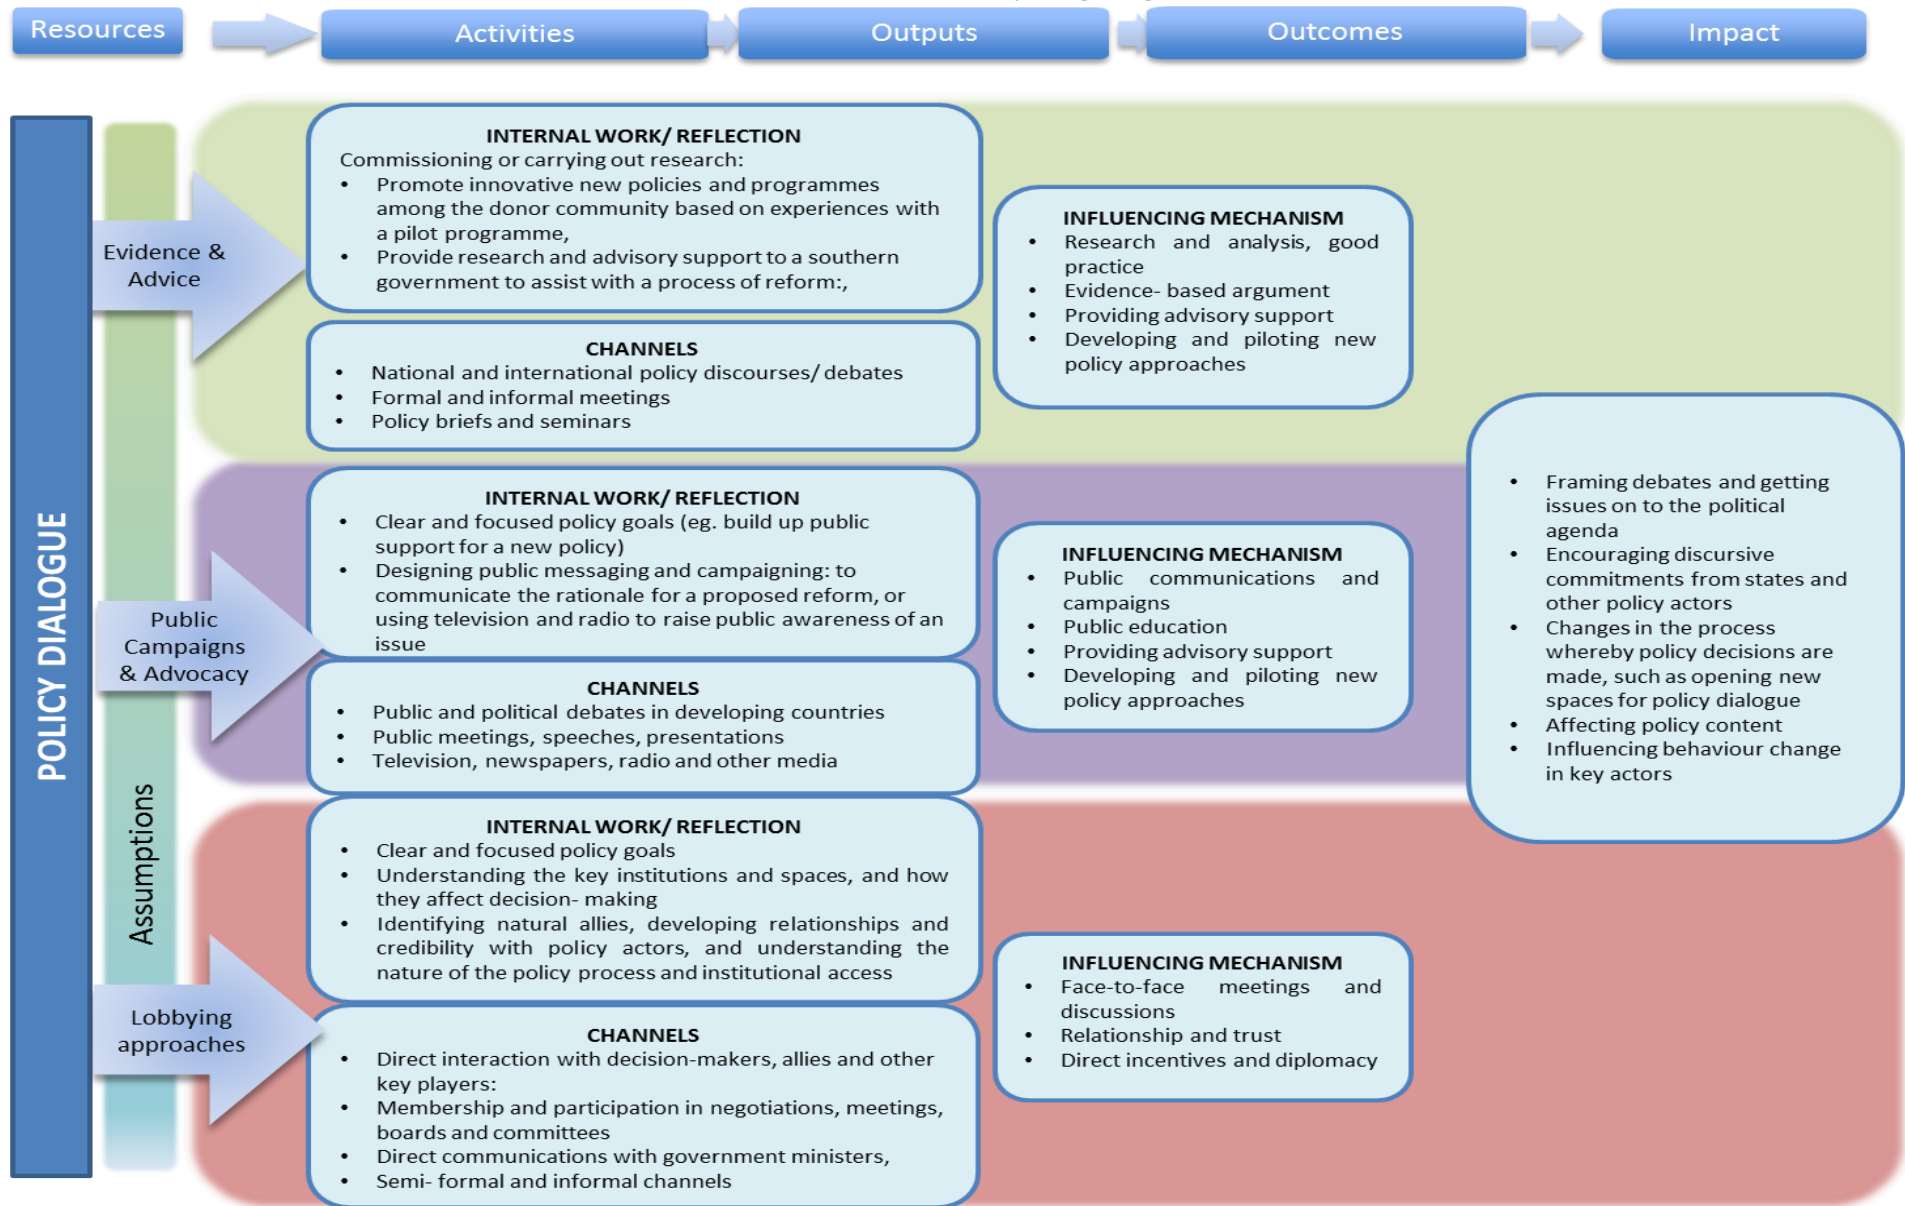 Resources
Activities
Outputs
Outcomes
Impact
POLICY DIALOGUE
Assumptions
Evidence &
Advice
INTERNAL WORK/ REFLECTION
Commissioning or carrying out research:
• Promote innovative new policies and programmes
among the donor community based on experiences with
a pilot programme,
• Provide research and advisory support to a southern
government to assist with a process of reform:,
CHANNELS
• National and international policy discourses/ debates
• Formal and informal meetings
• Policy briefs and seminars
INFLUENCING MECHANISM
• Research and analysis, good
practice
• Evidence- based argument
• Providing advisory support
• Developing and piloting new
policy approaches
Public
Campaigns
& Advocacy
INTERNAL WORK/ REFLECTION
• Clear and focused policy goals (eg. build up public
support for a new policy)
• Designing public messaging and campaigning: to
communicate the rationale for a proposed reform, or
using television and radio to raise public awareness of an
issue
CHANNELS
• Public and political debates in developing countries
• Public meetings, speeches, presentations
• Television, newspapers, radio and other media
INFLUENCING MECHANISM
• Public communications and
campaigns
• Public education
• Providing advisory support
• Developing and piloting new
policy approaches
Lobbying
approaches
INTERNAL WORK/ REFLECTION
• Clear and focused policy goals
• Understanding the key institutions and spaces, and how
they affect decision- making
• Identifying natural allies, developing relationships and
credibility with policy actors, and understanding the
nature of the policy process and institutional access
CHANNELS
• Direct interaction with decision-makers, allies and other
key players:
• Membership and participation in negotiations, meetings,
boards and committees
• Direct communications with government ministers,
• Semi- formal and informal channels
INFLUENCING MECHANISM
• Face-to-face meetings and
discussions
• Relationship and trust
• Direct incentives and diplomacy
• Framing debates and getting
issues on to the political
agenda
• Encouraging discursive
commitments from states and
other policy actors
• Changes in the process
whereby policy decisions are
made, such as opening new
spaces for policy dialogue
• Affecting policy content
• Influencing behaviour change
in key actors